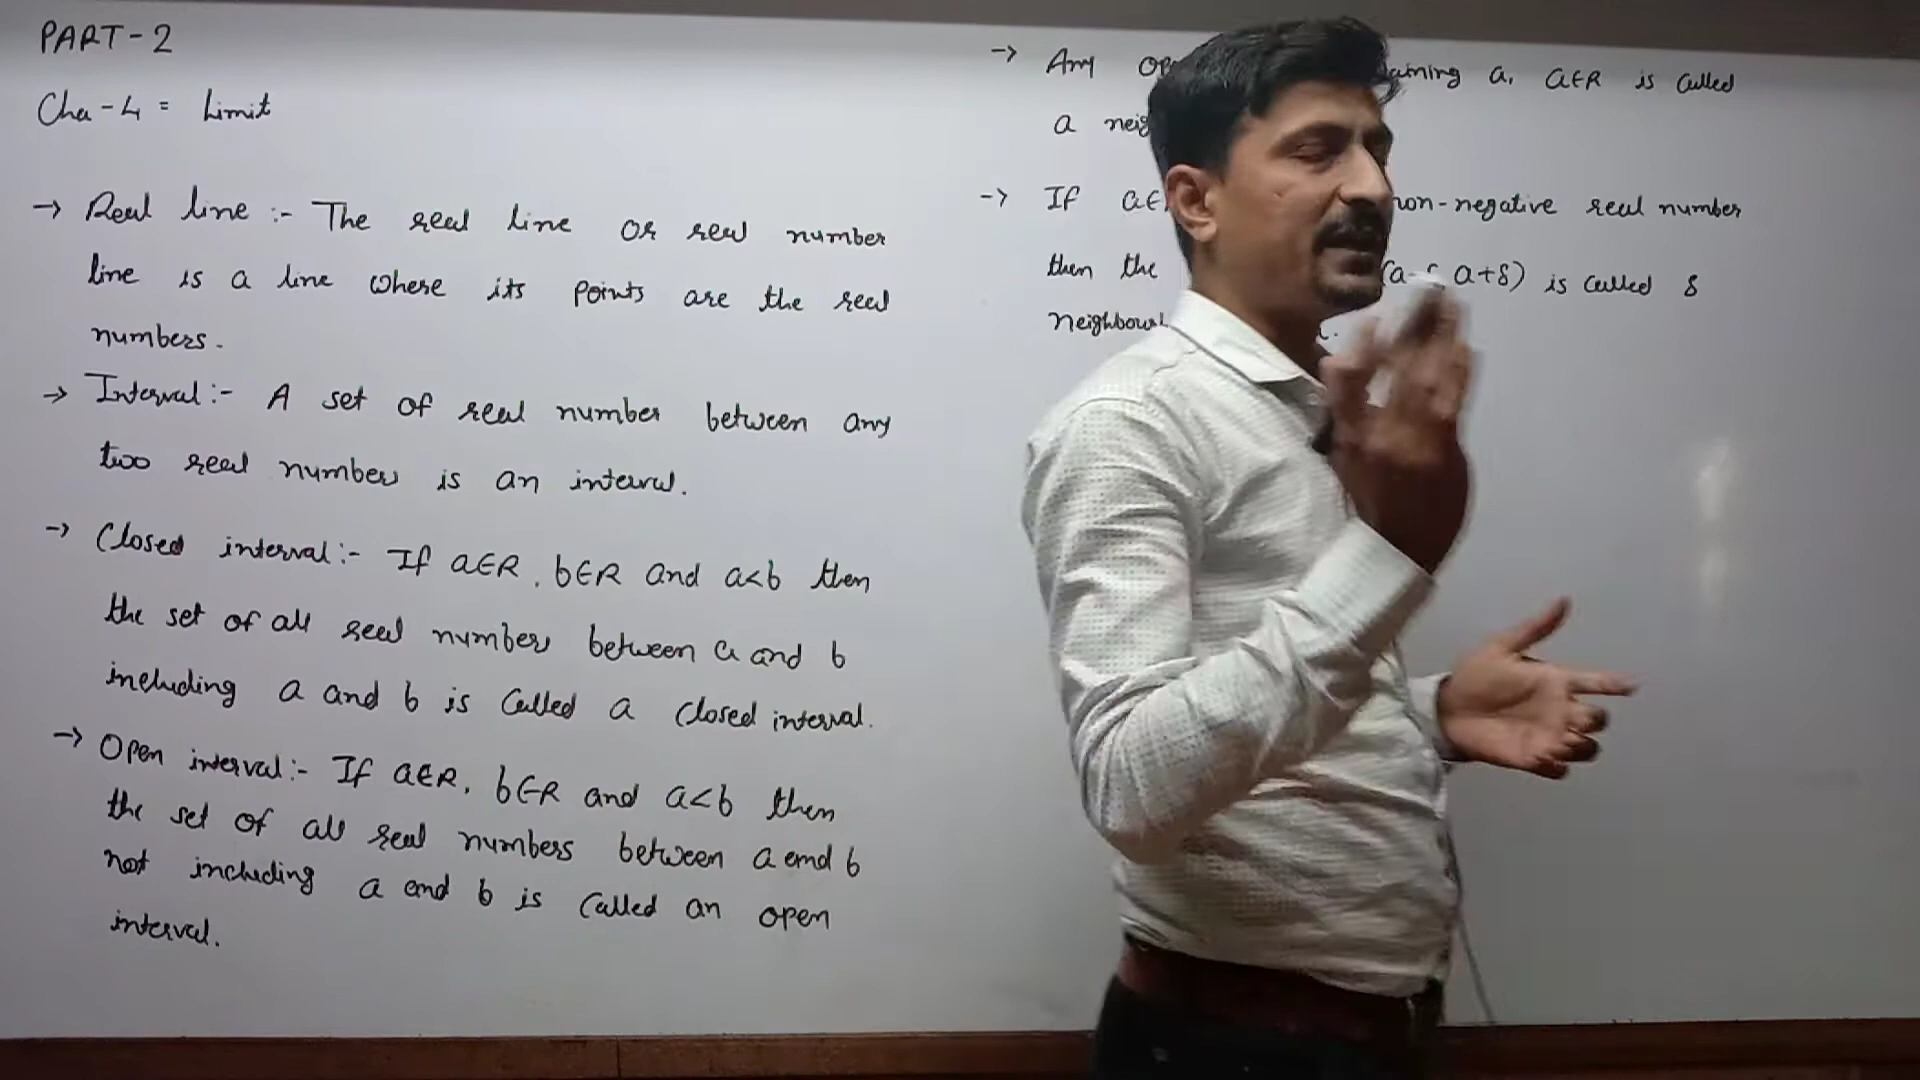 PART-2
Cha-4 = Limit
→ Real line :- The real line or real number
line is a line where its points are the real
numbers.
→ Interval :- A set of real number between any
two real numbers is an interval.
→ Closed interval :- If a∈R, b∈R and a<b then
the set of all real numbers between a and b
including a and b is called a closed interval.
→ Open interval :- If a∈R, b∈R and a<b then
the set of all real numbers between a and b
not including a and b is called an open
interval.
→ Any a, a∈R is called
a
→ If non-negative real number
then the a+δ) is called δ